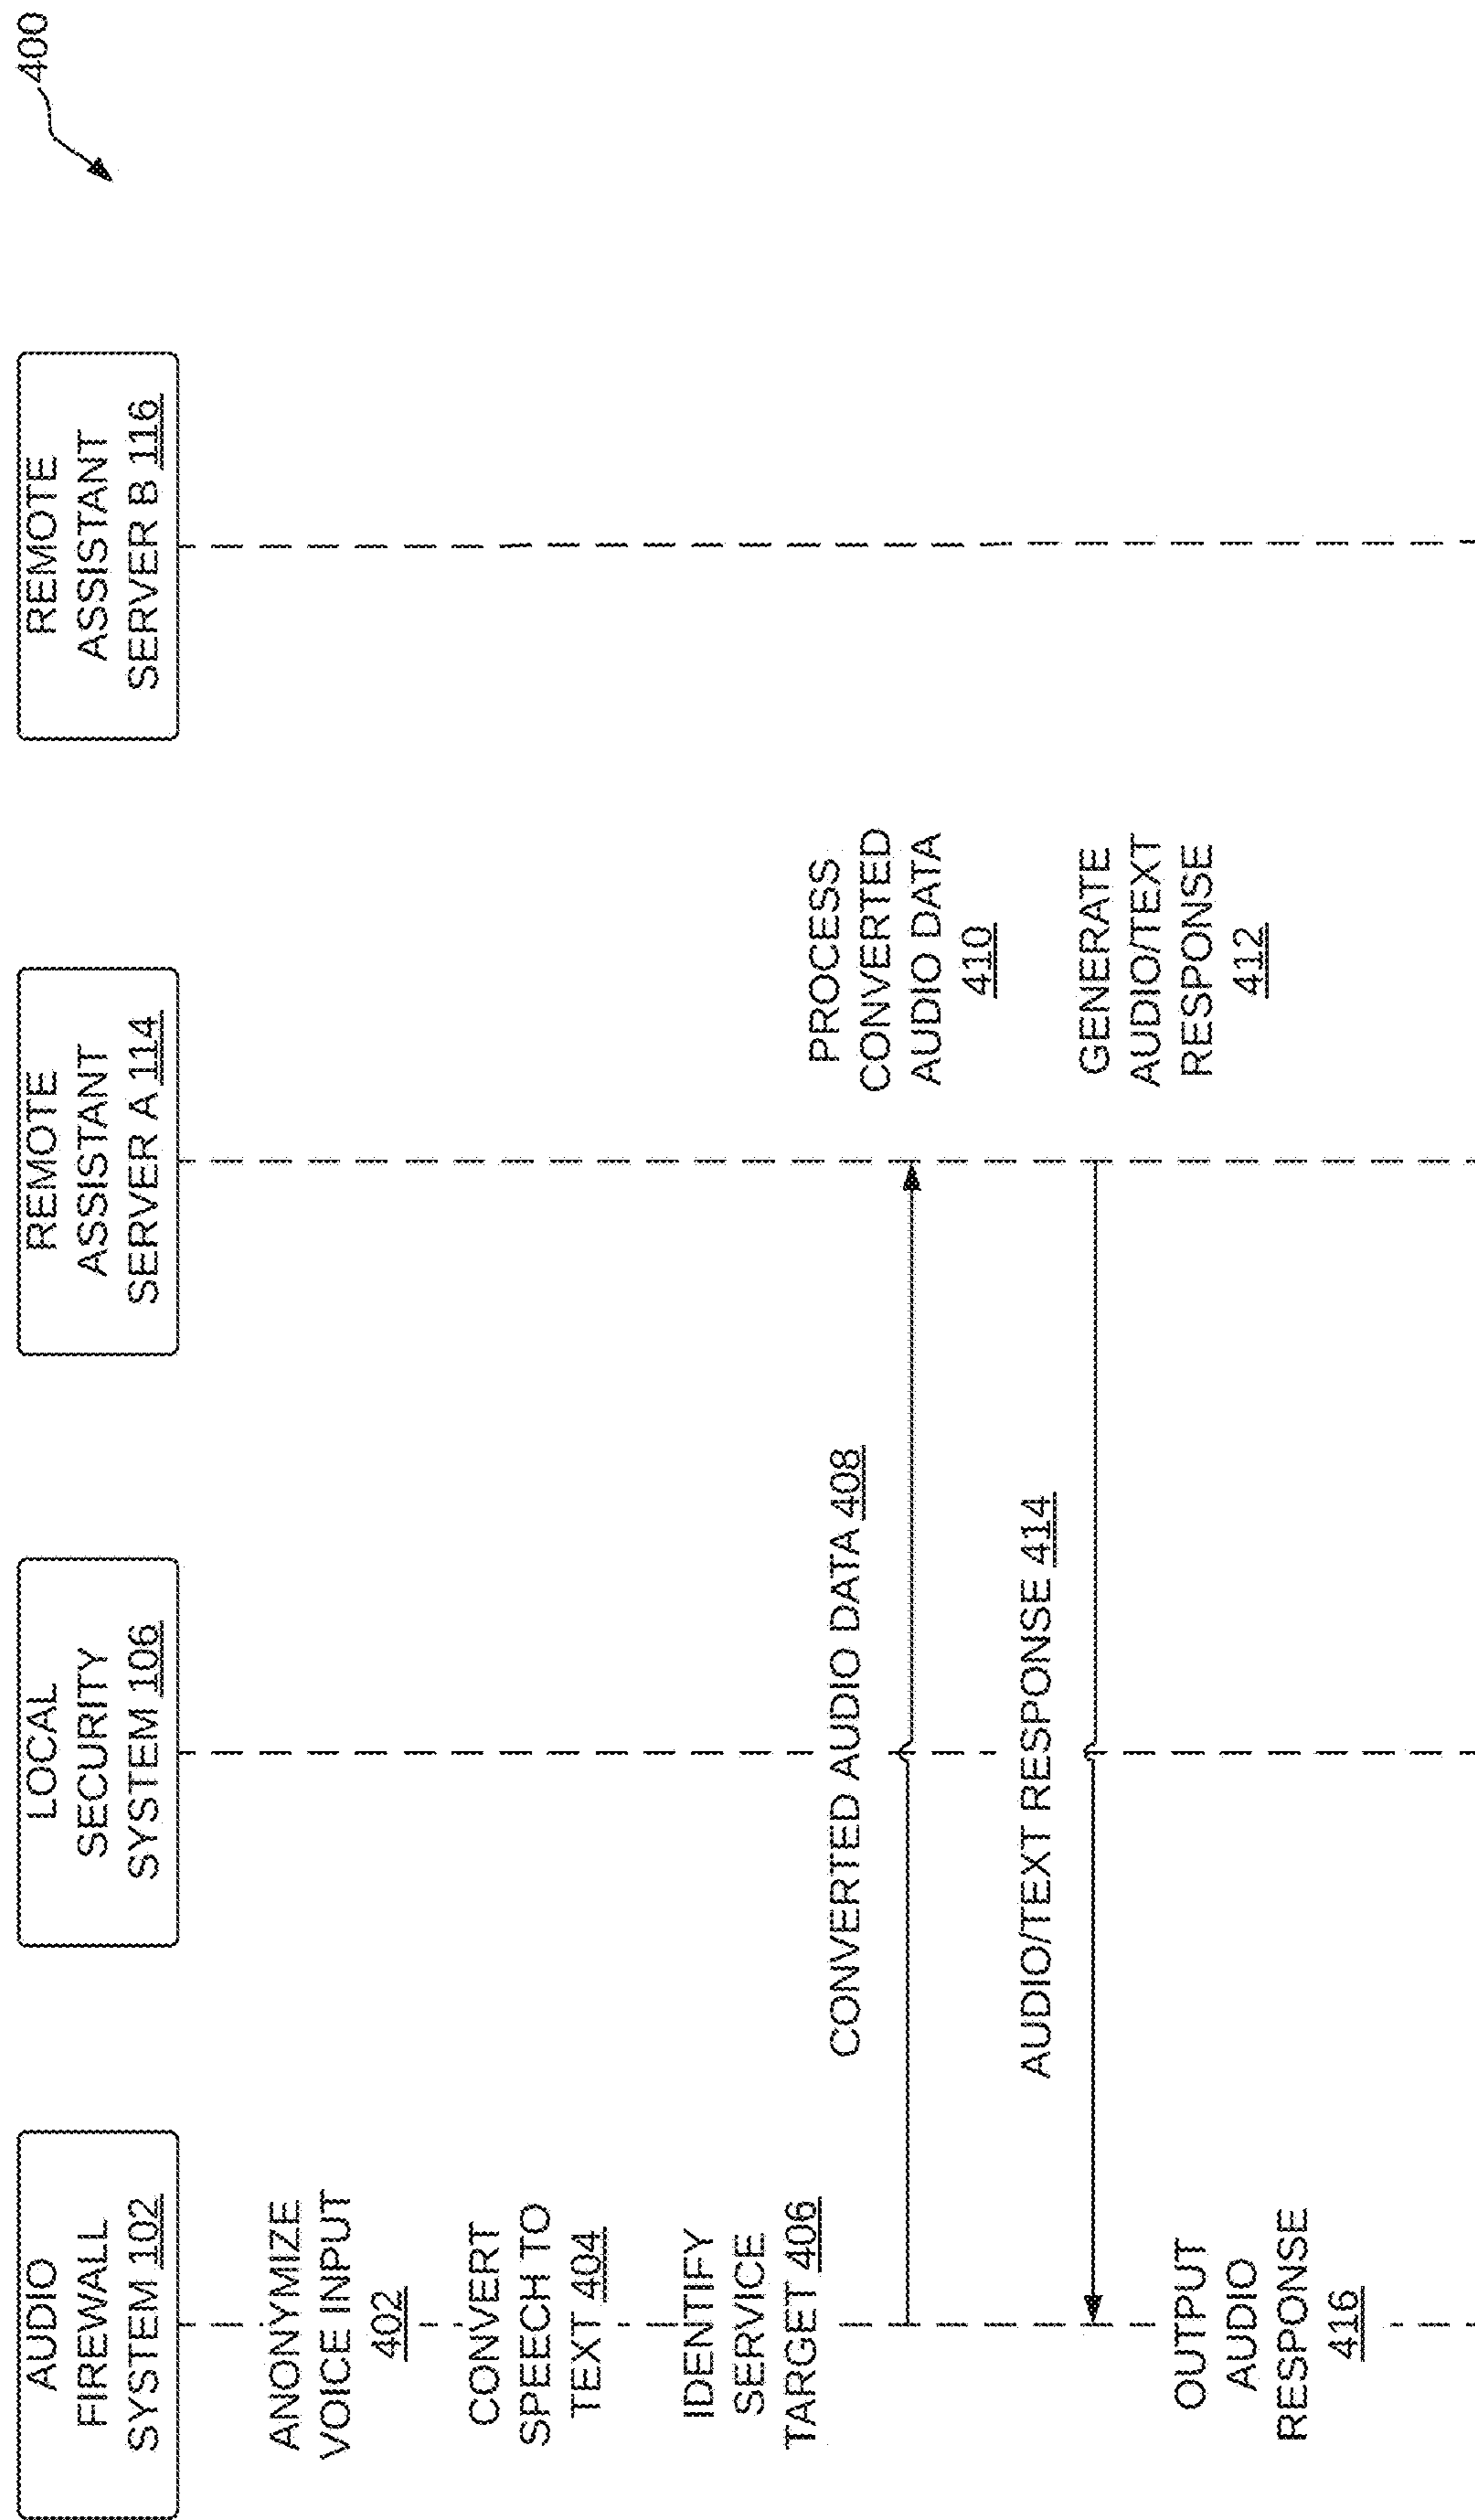 400
AUDIO
FIREWALL
SYSTEM 102
LOCAL
SECURITY
SYSTEM 106
REMOTE
ASSISTANT
SERVER A 114
REMOTE
ASSISTANT
SERVER B 116
ANONYMIZE
VOICE INPUT
402
CONVERT
SPEECH TO
TEXT 404
IDENTIFY
SERVICE
TARGET 406
CONVERTED AUDIO DATA 408
PROCESS
CONVERTED
AUDIO DATA
410
GENERATE
AUDIO/TEXT
RESPONSE
412
AUDIO/TEXT RESPONSE 414
OUTPUT
AUDIO
RESPONSE
416